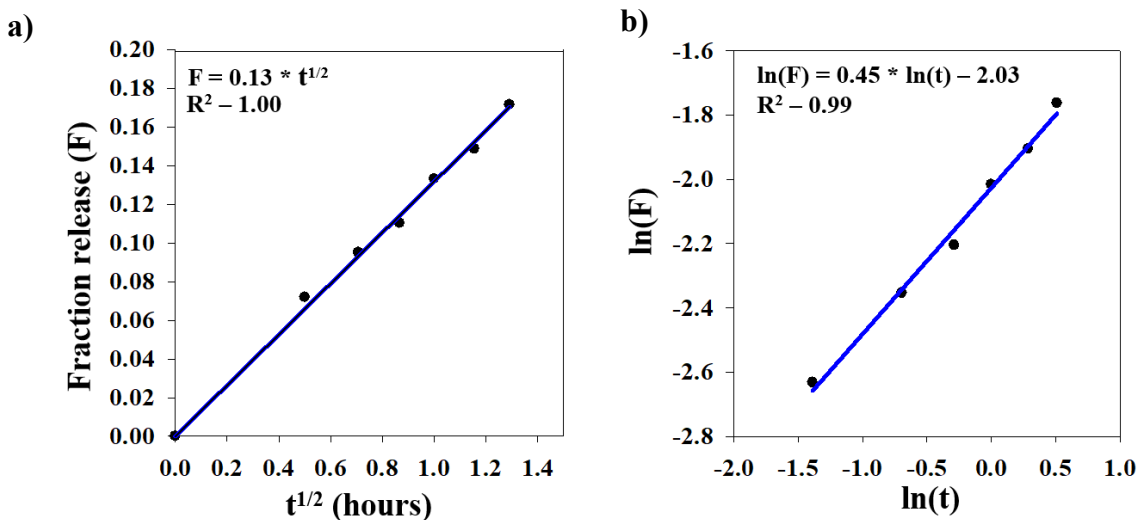 a)
F = 0.13 * t1/2
R2 – 1.00
Fraction release (F)
0.20
0.18
0.16
0.14
0.12
0.10
0.08
0.06
0.04
0.02
0.00
0.0 0.2 0.4 0.6 0.8 1.0 1.2 1.4
t1/2 (hours)
b)
ln(F) = 0.45 * ln(t) – 2.03
R2 – 0.99
ln(F)
-1.6
-1.8
-2.0
-2.2
-2.4
-2.6
-2.8
-2.0 -1.5 -1.0 -0.5 0.0 0.5 1.0
ln(t)